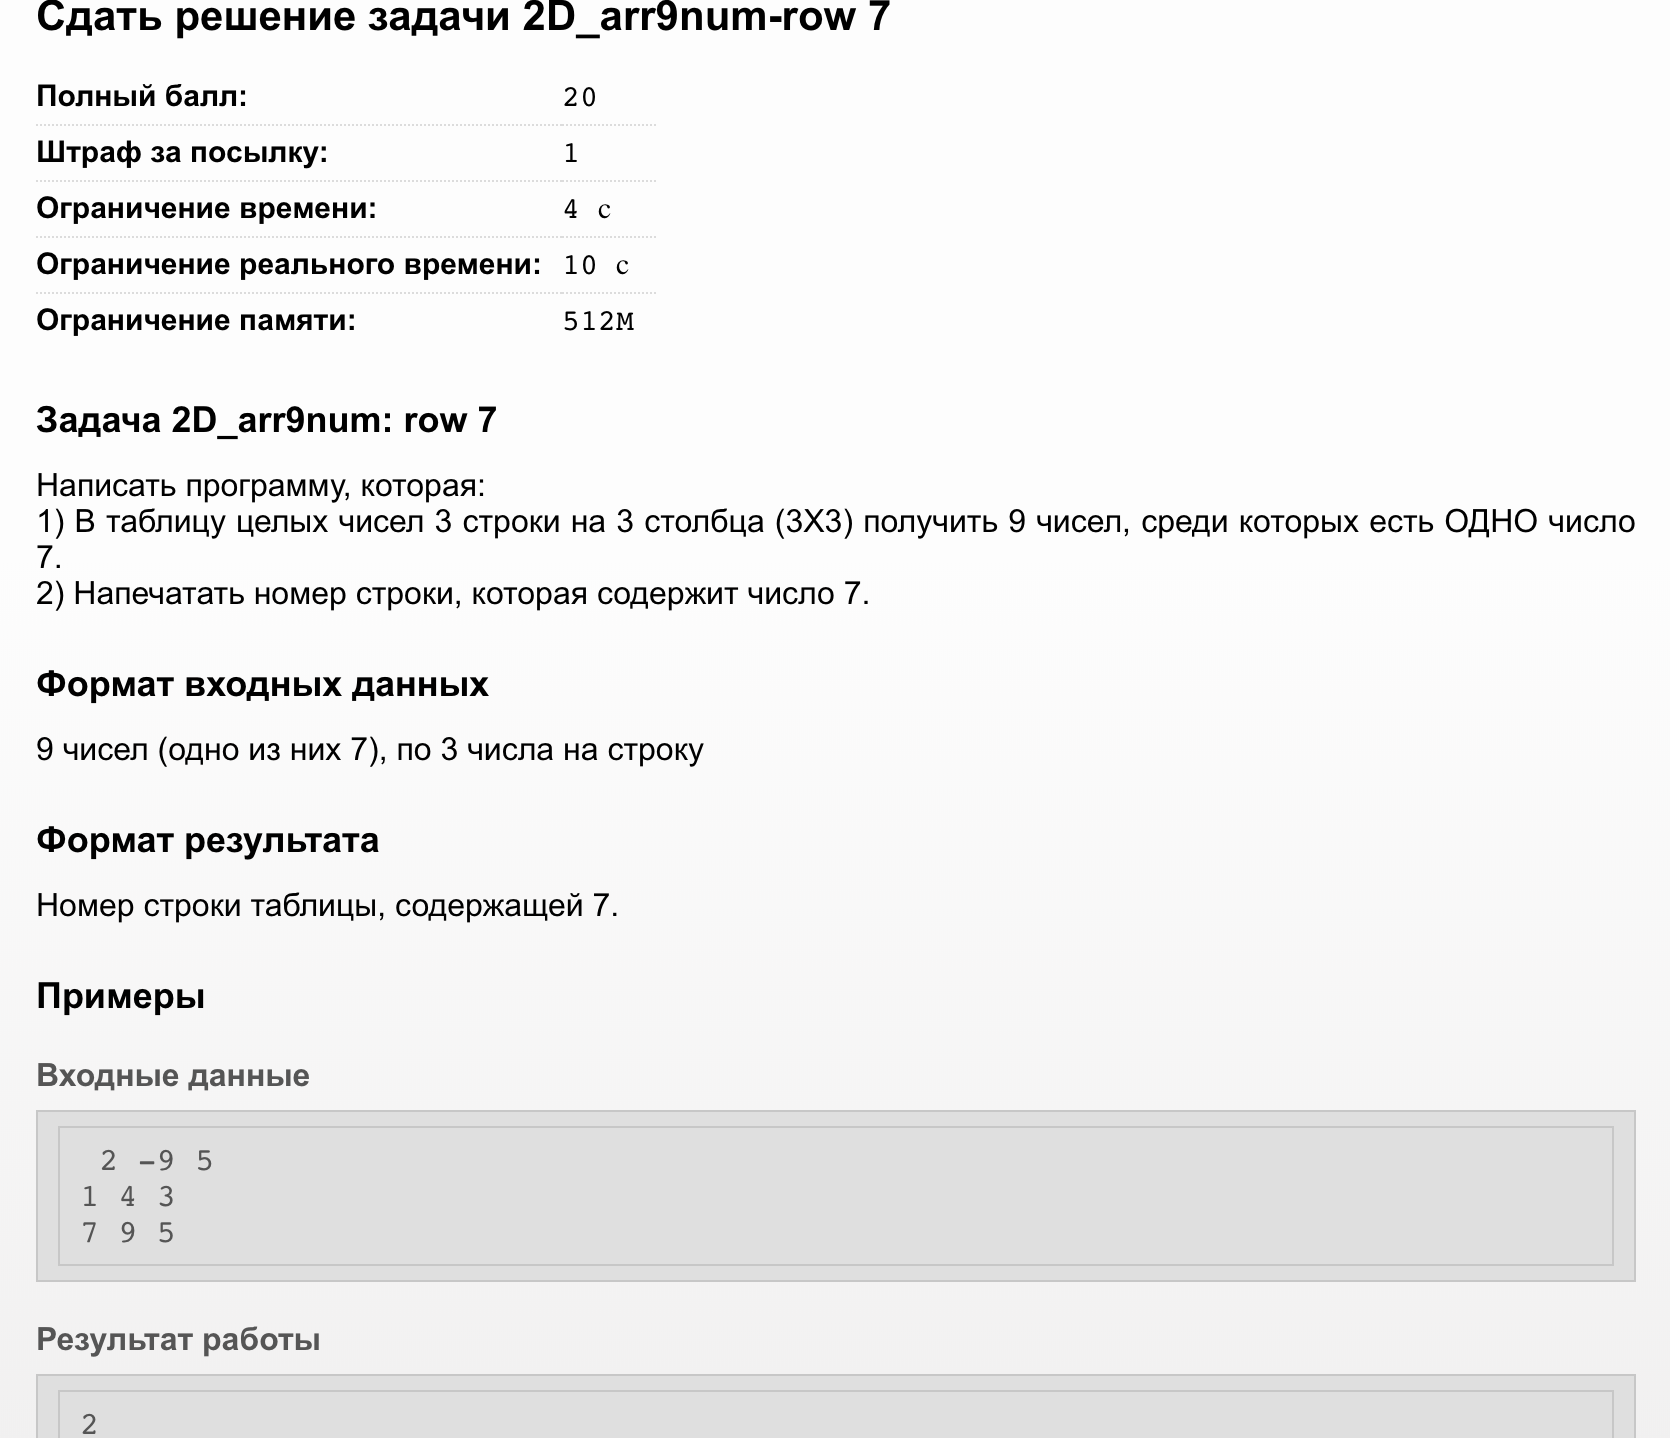 Сдать решение задачи 2D_arr9num-row 7
Полный балл: 20
Штраф за посылку: 1
Ограничение времени: 4 с
Ограничение реального времени: 10 с
Ограничение памяти: 512M
Задача 2D_arr9num: row 7
Написать программу, которая:
1) В таблицу целых чисел 3 строки на 3 столбца (3X3) получить 9 чисел, среди которых есть ОДНО число
7.
2) Напечатать номер строки, которая содержит число 7.
Формат входных данных
9 чисел (одно из них 7), по 3 числа на строку
Формат результата
Номер строки таблицы, содержащей 7.
Примеры
Входные данные
2 -9 5
1 4 3
7 9 5
Результат работы
2